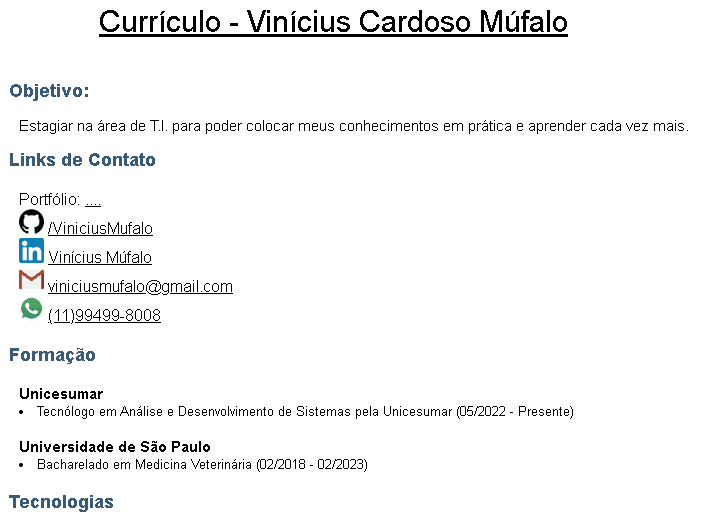 Currículo - Vinícius Cardoso Múfalo
Objetivo:
Estagiar na área de T.I. para poder colocar meus conhecimentos em prática e aprender cada vez mais.
Links de Contato
Portfólio: ....
/ViniciusMufalo
Vinícius Múfalo
viniciusmufalo@gmail.com
(11)99499-8008
Formação
Unicesumar
• Tecnólogo em Análise e Desenvolvimento de Sistemas pela Unicesumar (05/2022 - Presente)
Universidade de São Paulo
• Bacharelado em Medicina Veterinária (02/2018 - 02/2023)
Tecnologias